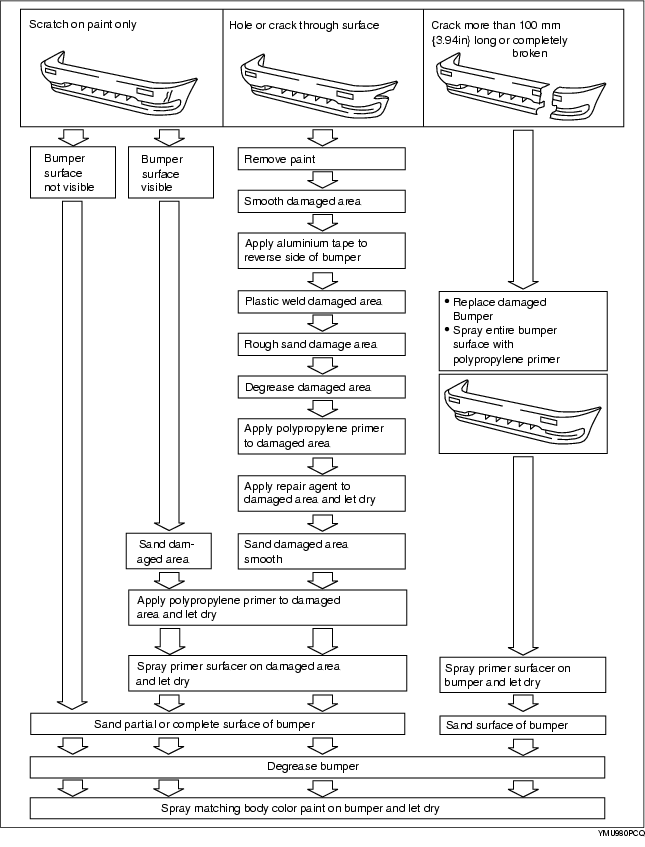 Scratch on paint only
Hole or crack through surface
Crack more than 100 mm
{3.94in} long or completely
broken
Bumper
surface
not visible
Bumper
surface
visible
Remove paint
Smooth damaged area
Apply aluminium tape to
reverse side of bumper
Plastic weld damaged area
Rough sand damage area
Degrease damaged area
Apply polypropylene primer
to damaged area
Apply repair agent to
damaged area and let dry
• Replace damaged
Bumper
• Spray entire bumper
surface with
polypropylene primer
Sand dam-
aged area
Sand damaged area
smooth
Apply polypropylene primer to damaged
area and let dry
Spray primer surfacer on damaged area
and let dry
Spray primer surfacer on
bumper and let dry
Sand partial or complete surface of bumper
Sand surface of bumper
Degrease bumper
Spray matching body color paint on bumper and let dry
YMU980PCQ